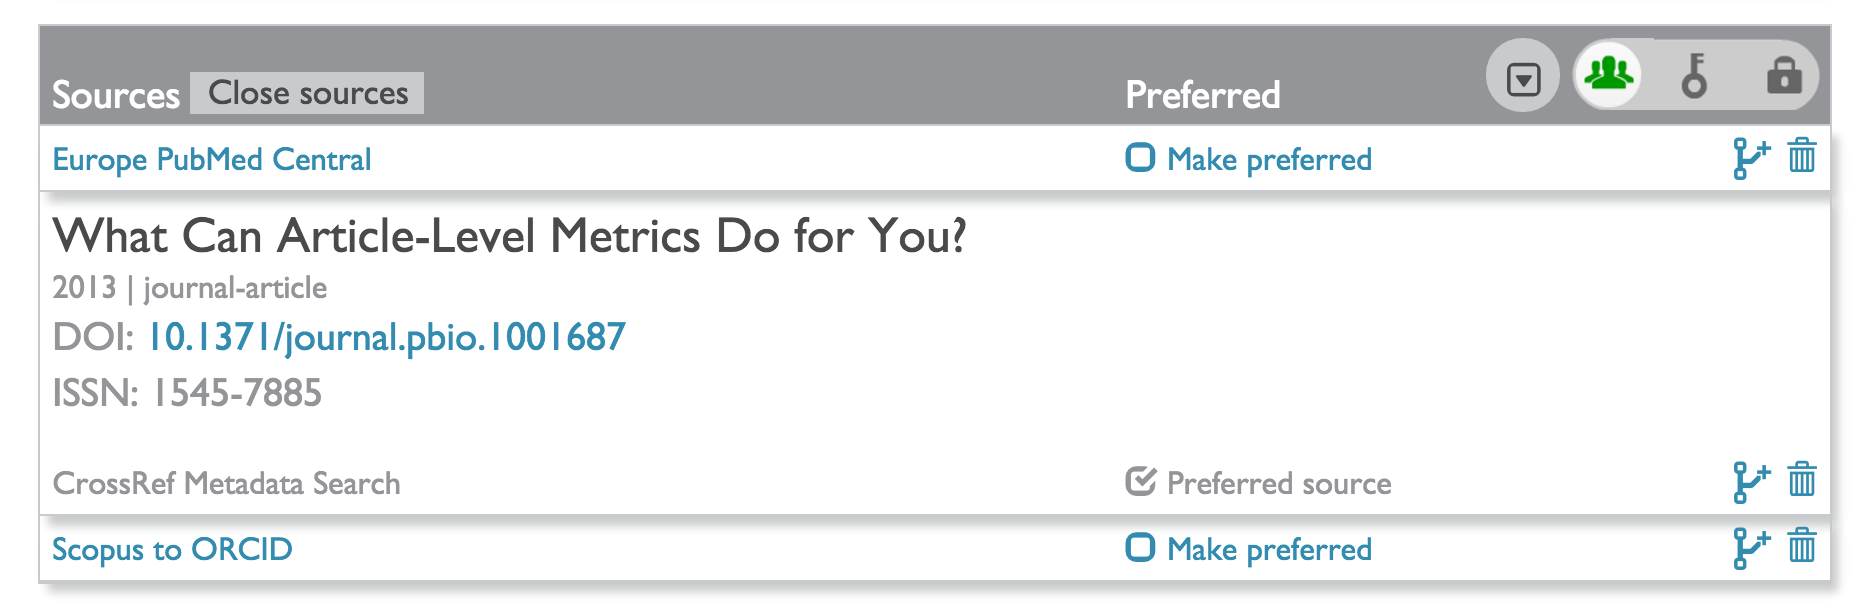 Sources Close sources Preferred
Europe PubMed Central Make preferred
What Can Article-Level Metrics Do for You?
2013 | journal-article
DOI: 10.1371/journal.pbio.1001687
ISSN: 1545-7885
CrossRef Metadata Search Preferred source
Scopus to ORCID Make preferred